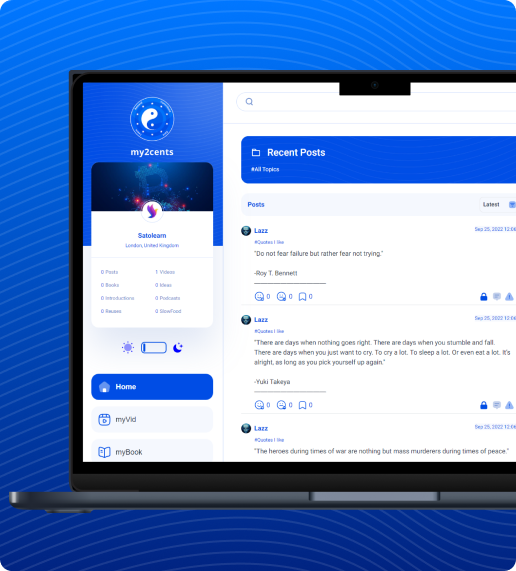 my2cents
Satolearn
London, United Kingdom
0 Posts
1 Videos
0 Books
0 Ideas
0 Introductions
0 Podcasts
0 Reuses
0 SlowFood
Home
myVid
myBook
Recent Posts
#All Topics
Posts
Latest
Lazz
Sep 25, 2022 12:06
#Quotes I like
"Do not fear failure but rather fear not trying."
-Roy T. Bennett
0 0 0
Lazz
Sep 25, 2022 12:06
#Quotes I like
"There are days when nothing goes right. There are days when you stumble and fall.
There are days when you just want to cry. To cry a lot. To sleep a lot. Or even eat a lot. It's
alright, as long as you pick yourself up again."
-Yuki Takeya
0 0 0
Lazz
Sep 25, 2022 12:06
#Quotes I like
"The heroes during times of war are nothing but mass murderers during times of peace."